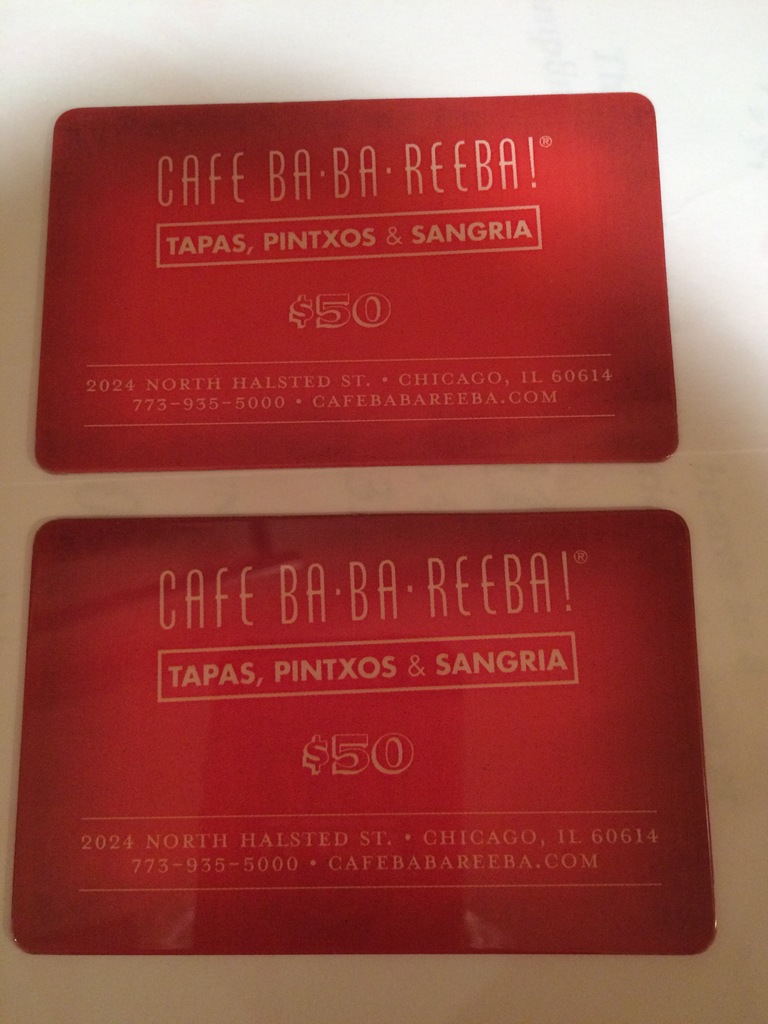 CAFE BA·BA·REEBA!®
TAPAS, PINTXOS & SANGRIA
$50
2024 NORTH HALSTED ST. • CHICAGO, IL 60614
773-935-5000 • CAFEBABAREEBA.COM
CAFE BA·BA·REEBA!®
TAPAS, PINTXOS & SANGRIA
$50
2024 NORTH HALSTED ST. • CHICAGO, IL 60614
773-935-5000 • CAFEBABAREEBA.COM